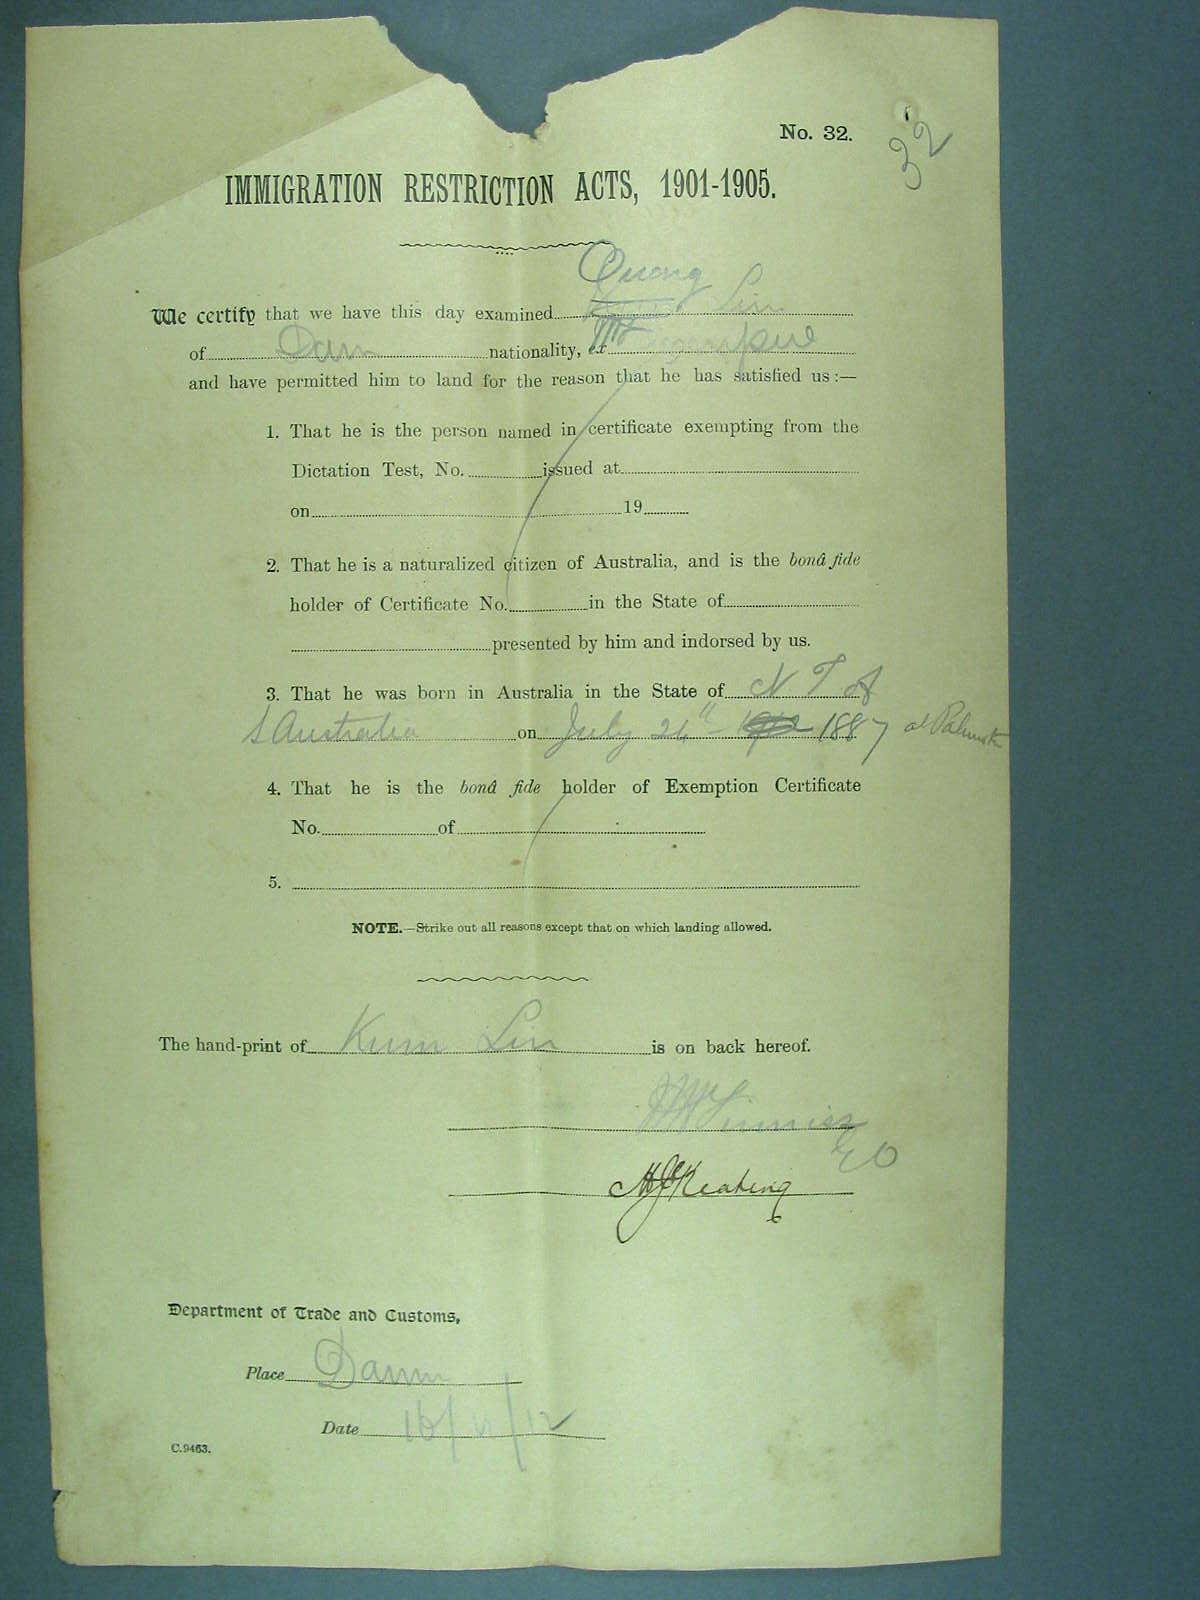 No. 32.
32
IMMIGRATION RESTRICTION ACTS, 1901-1905.
Quong
We certify that we have this day examined Lin
of Darn nationality, ex
and have permitted him to land for the reason that he has satisfied us :—
1. That he is the person named in certificate exempting from the
Dictation Test, No. issued at
on 19
2. That he is a naturalized citizen of Australia, and is the bonâ fide
holder of Certificate No. in the State of
presented by him and indorsed by us.
3. That he was born in Australia in the State of N T of
S Australia on July 26th 1887 at
4. That he is the bonâ fide holder of Exemption Certificate
No. of
5.
NOTE.—Strike out all reasons except that on which landing allowed.
The hand-print of Kum Lin is on back hereof.
Keating
Department of Trade and Customs,
Place
Date 16/11/12
C.9463.